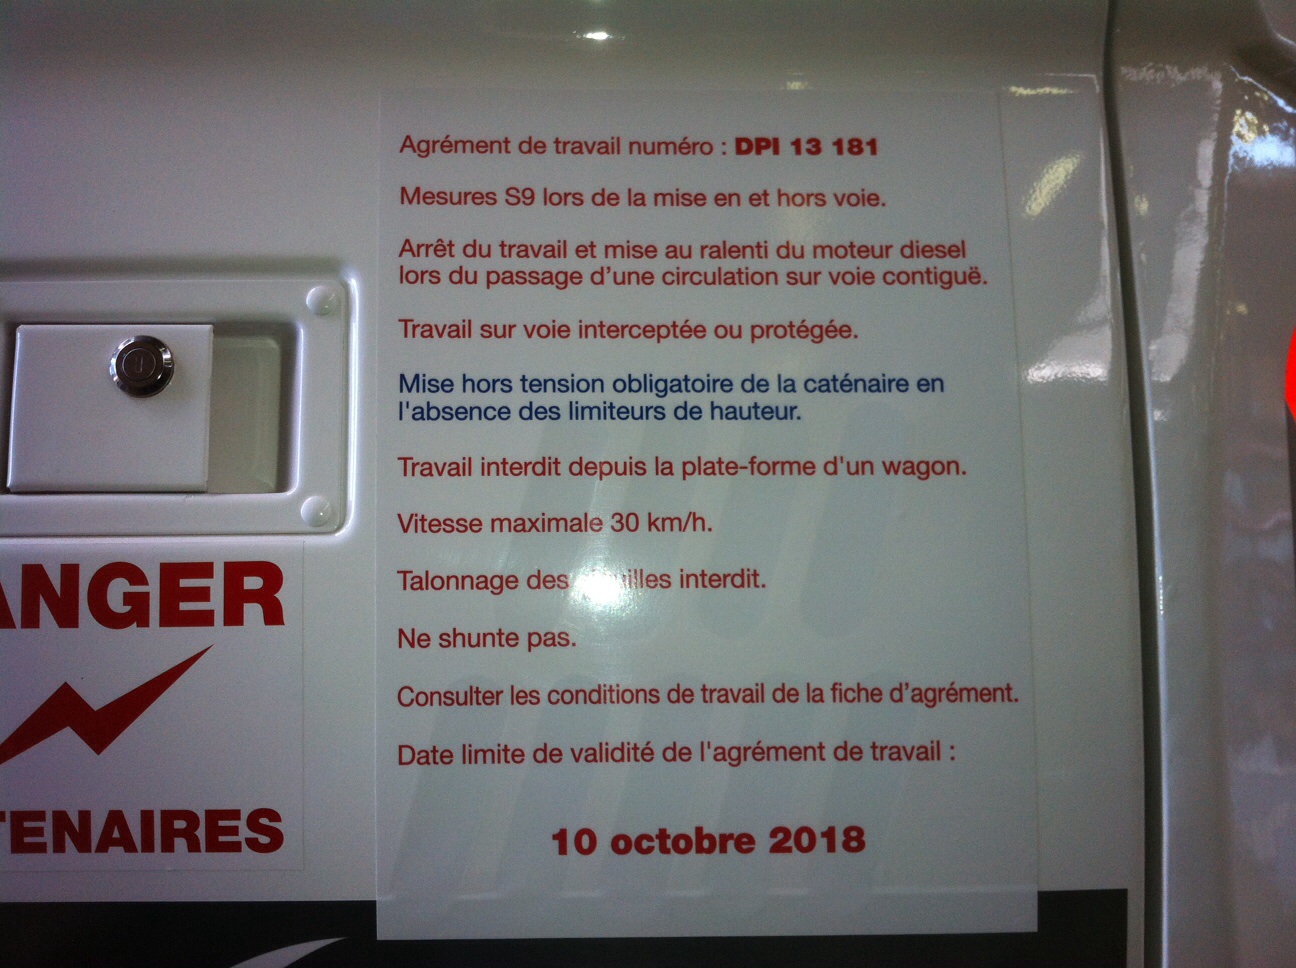 Agrément de travail numéro : DPI 13 181
Mesures S9 lors de la mise en et hors voie.
Arrêt du travail et mise au ralenti du moteur diesel
lors du passage d'une circulation sur voie contiguë.
Travail sur voie interceptée ou protégée.
Mise hors tension obligatoire de la caténaire en
l'absence des limiteurs de hauteur.
Travail interdit depuis la plate-forme d'un wagon.
Vitesse maximale 30 km/h.
Talonnage des interdit.
Ne shunte pas.
Consulter les conditions de travail de la fiche d'agrément.
Date limite de validité de l'agrément de travail :
10 octobre 2018
ANGER
TENAIRES